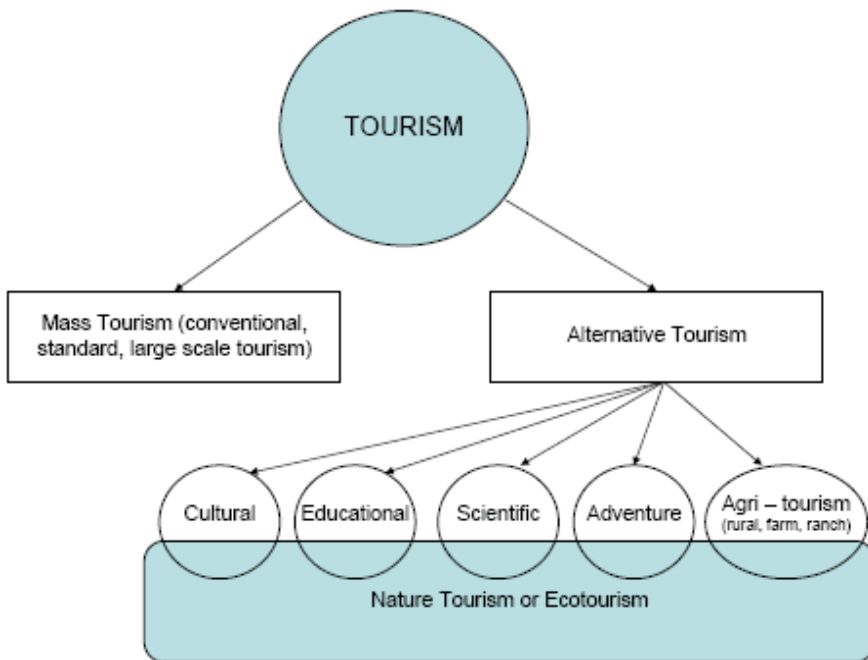 TOURISM
Mass Tourism (conventional,
standard, large scale tourism)
Alternative Tourism
Cultural
Educational
Scientific
Adventure
Agri – tourism
(rural, farm, ranch)
Nature Tourism or Ecotourism